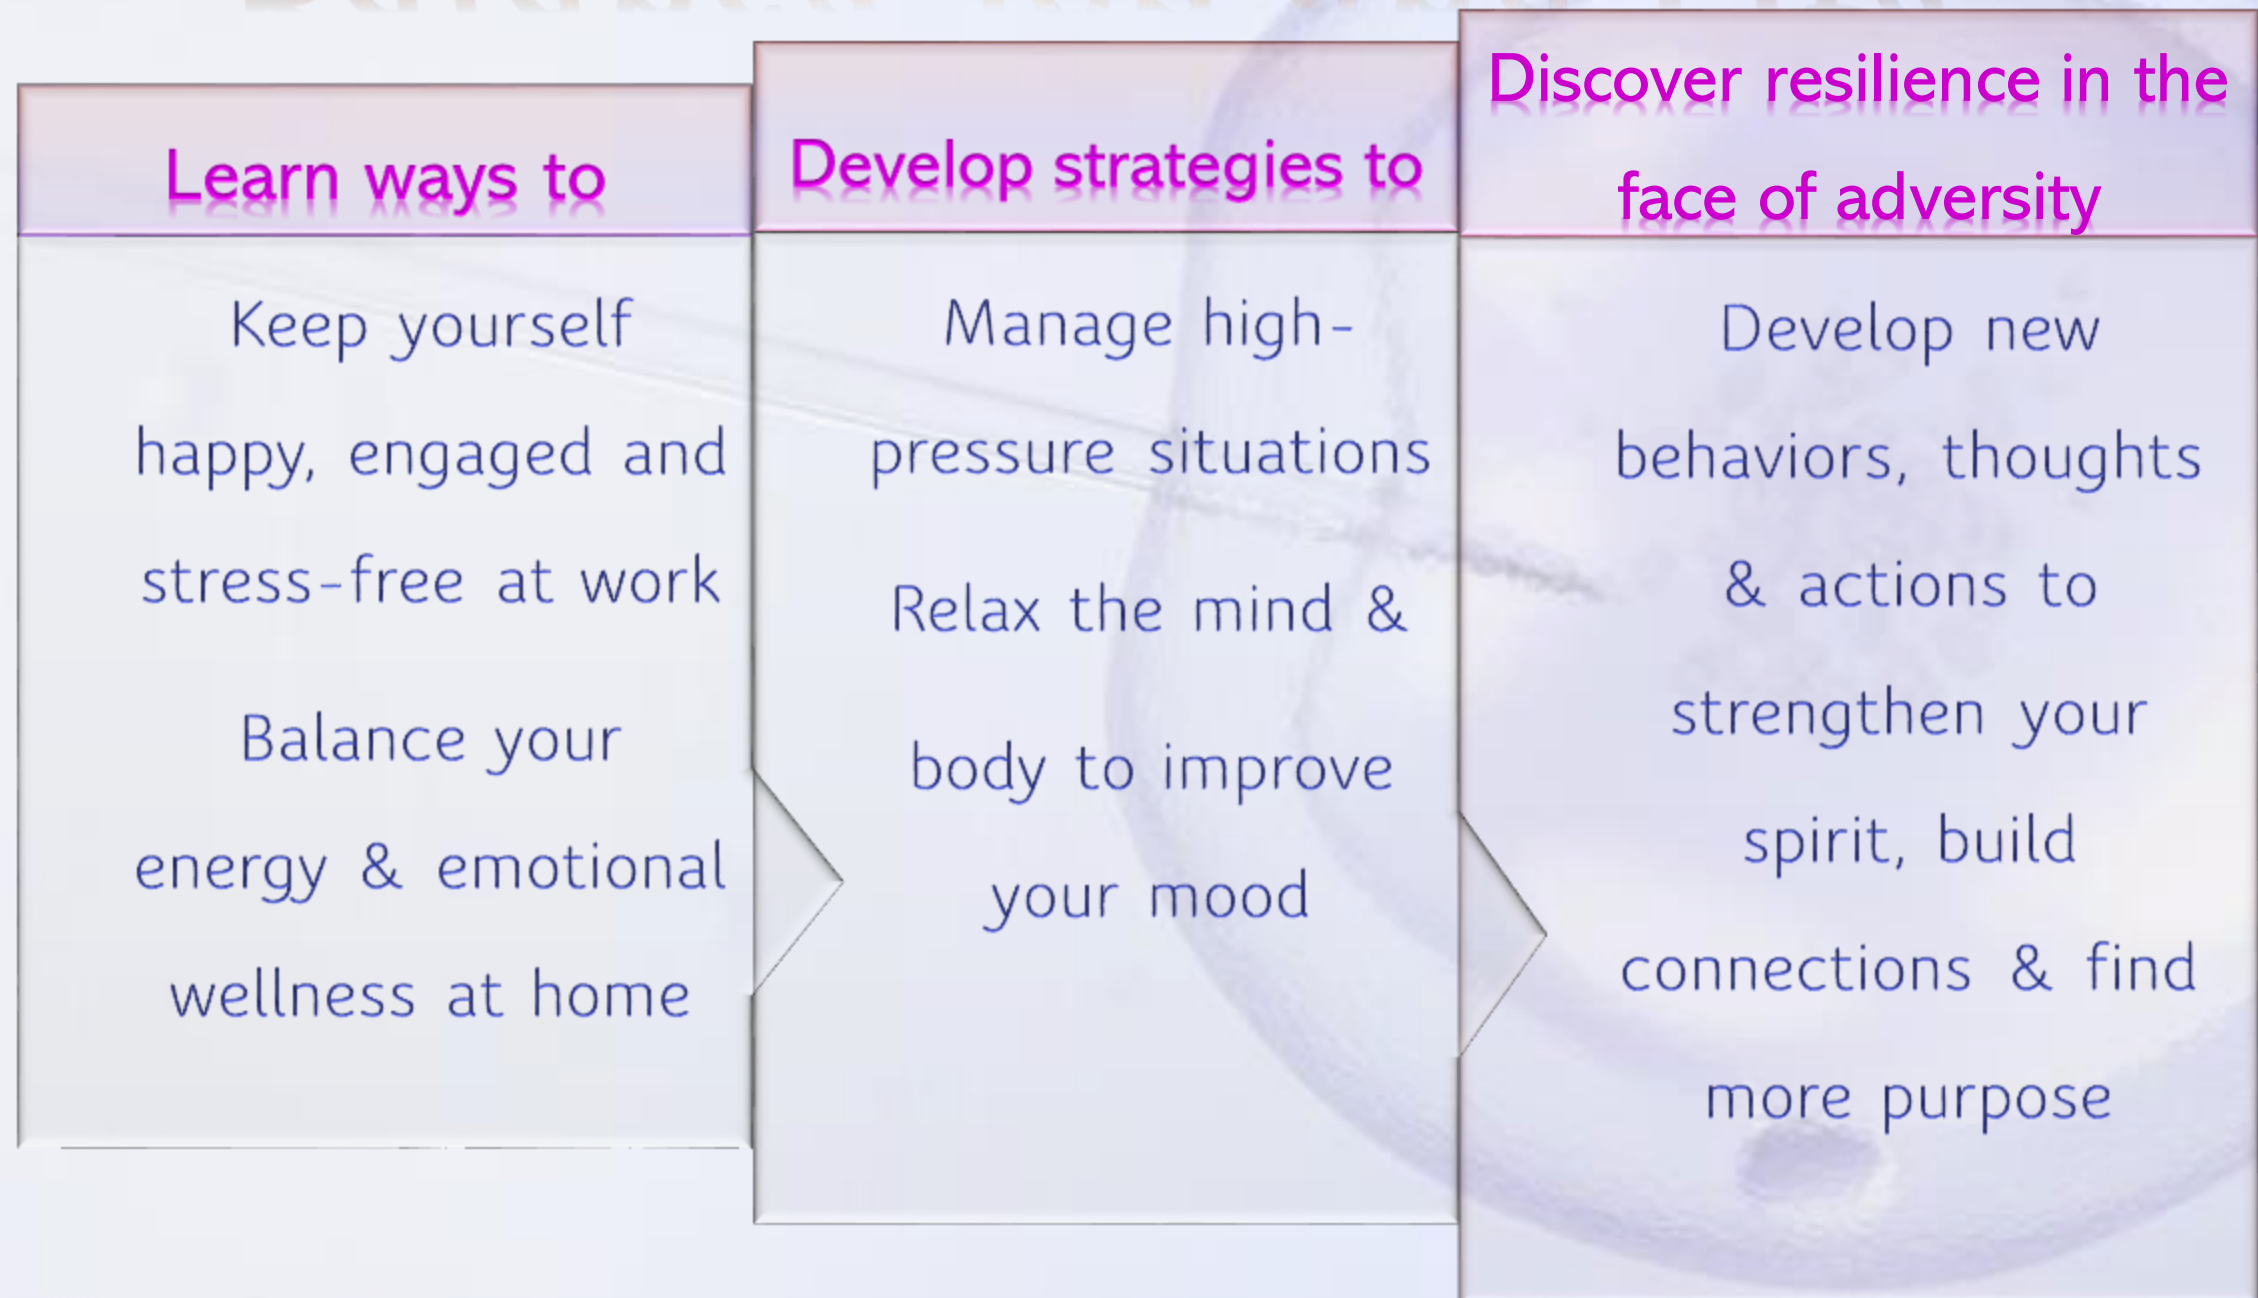 Learn ways to
Keep yourself
happy, engaged and
stress-free at work
Balance your
energy & emotional
wellness at home
Develop strategies to
Manage high-
pressure situations
Relax the mind &
body to improve
your mood
Discover resilience in the
face of adversity
Develop new
behaviors, thoughts
& actions to
strengthen your
spirit, build
connections & find
more purpose